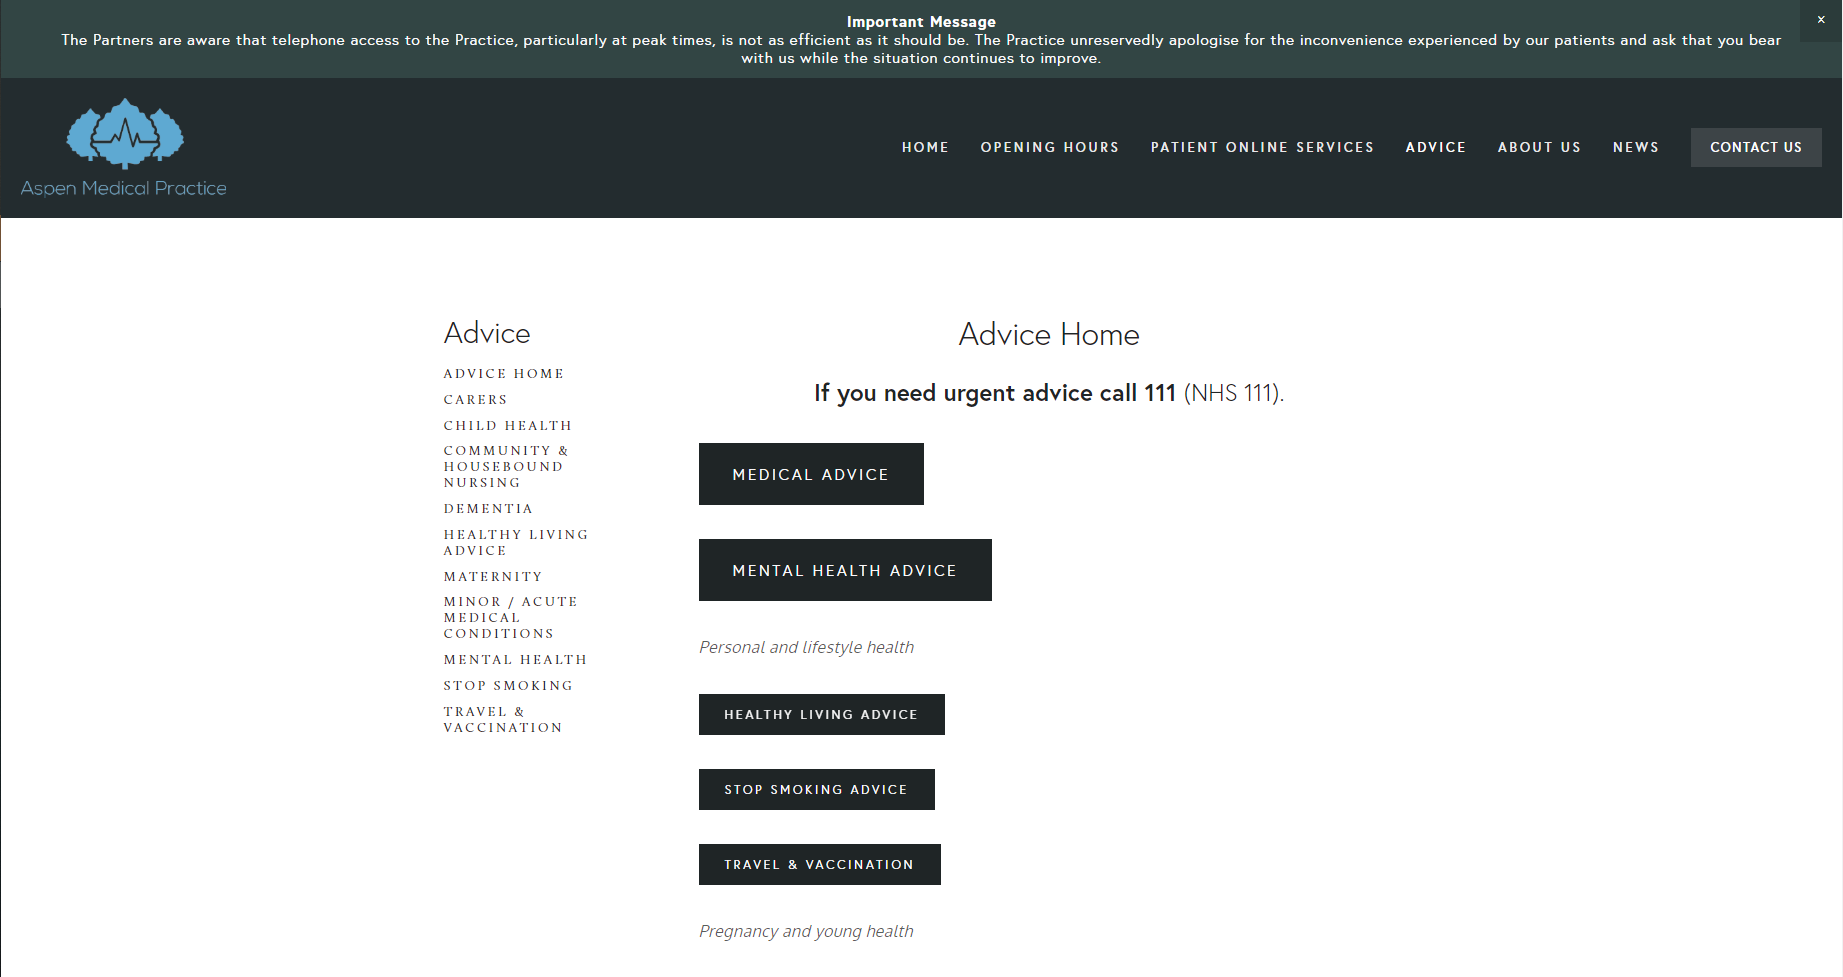 Important Message
×
The Partners are aware that telephone access to the Practice, particularly at peak times, is not as efficient as it should be. The Practice unreservedly apologise for the inconvenience experienced by our patients and ask that you bear
with us while the situation continues to improve.
Aspen Medical Practice
HOME
OPENING HOURS
PATIENT ONLINE SERVICES
ADVICE
ABOUT US
NEWS
CONTACT US
Advice
ADVICE HOME
CARERS
CHILD HEALTH
COMMUNITY &
HOUSEBOUND
NURSING
DEMENTIA
HEALTHY LIVING
ADVICE
MATERNITY
MINOR / ACUTE
MEDICAL
CONDITIONS
MENTAL HEALTH
STOP SMOKING
TRAVEL &
VACCINATION
Advice Home
If you need urgent advice call 111 (NHS 111).
MEDICAL ADVICE
MENTAL HEALTH ADVICE
Personal and lifestyle health
HEALTHY LIVING ADVICE
STOP SMOKING ADVICE
TRAVEL & VACCINATION
Pregnancy and young health